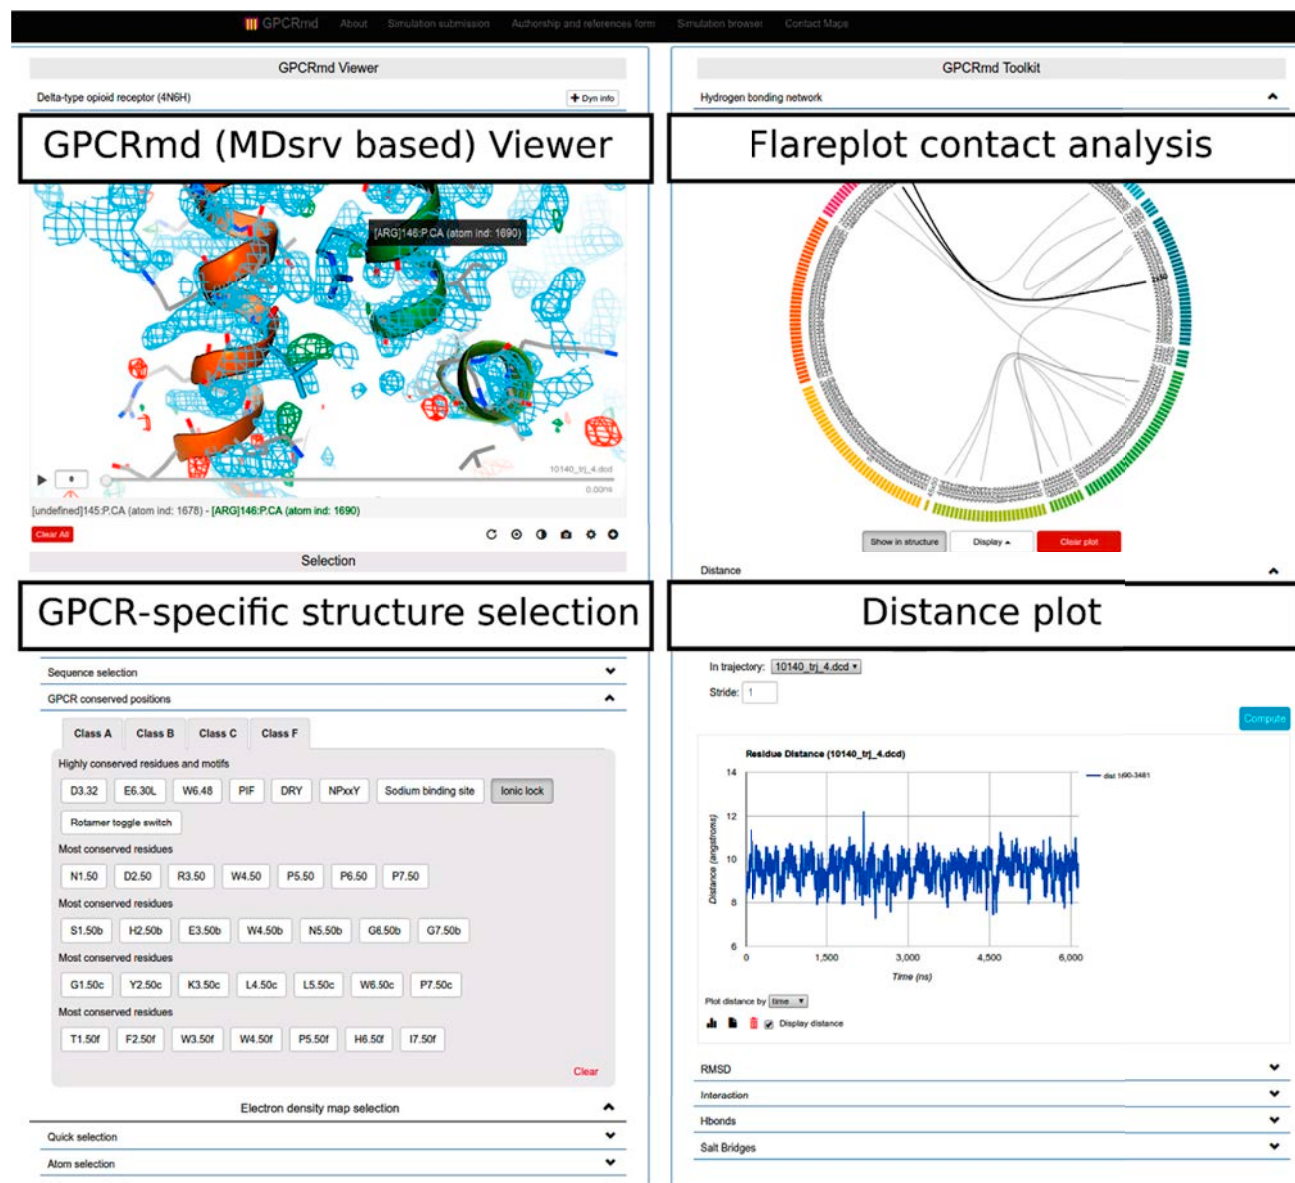 GPCRmd About Simulation submission Authorship and references form Simulation browser Contact Maps
GPCRmd Viewer
Delta-type opioid receptor (4N6H)
+ Dyn info
GPCRmd (MDsrv based) Viewer
[ARG]146:P.CA (atom ind: 1690)
10140_trj_4.dcd
0
0.00ns
[undefined]145:P.CA (atom ind: 1678) - [ARG]146:P.CA (atom ind: 1690)
Clear All
Selection
GPCR-specific structure selection
Sequence selection
GPCR conserved positions
Class A Class B Class C Class F
Highly conserved residues and motifs
D3.32 E6.30L W6.48 PIF DRY NPxxY Sodium binding site Ionic lock
Rotamer toggle switch
Most conserved residues
N1.50 D2.50 R3.50 W4.50 P5.50 P6.50 P7.50
Most conserved residues
S1.50b H2.50b E3.50b W4.50b N5.50b G6.50b G7.50b
Most conserved residues
G1.50c Y2.50c K3.50c L4.50c L5.50c W6.50c P7.50c
Most conserved residues
T1.50f F2.50f W3.50f W4.50f P5.50f H6.50f I7.50f
Clear
Electron density map selection
Quick selection
Atom selection
GPCRmd Toolkit
Hydrogen bonding network
Flareplot contact analysis
Show in structure Display Clear plot
Distance
Distance plot
In trajectory: 10140_trj_4.dcd
Stride: 1
Compute
Residue Distance (10140_trj_4.dcd)
dist 1690-3481
14
12
10
8
6
Distance (angstroms)
0 1,500 3,000 4,500 6,000
Time (ns)
Plot distance by time
Display distance
RMSD
Interaction
Hbonds
Salt Bridges